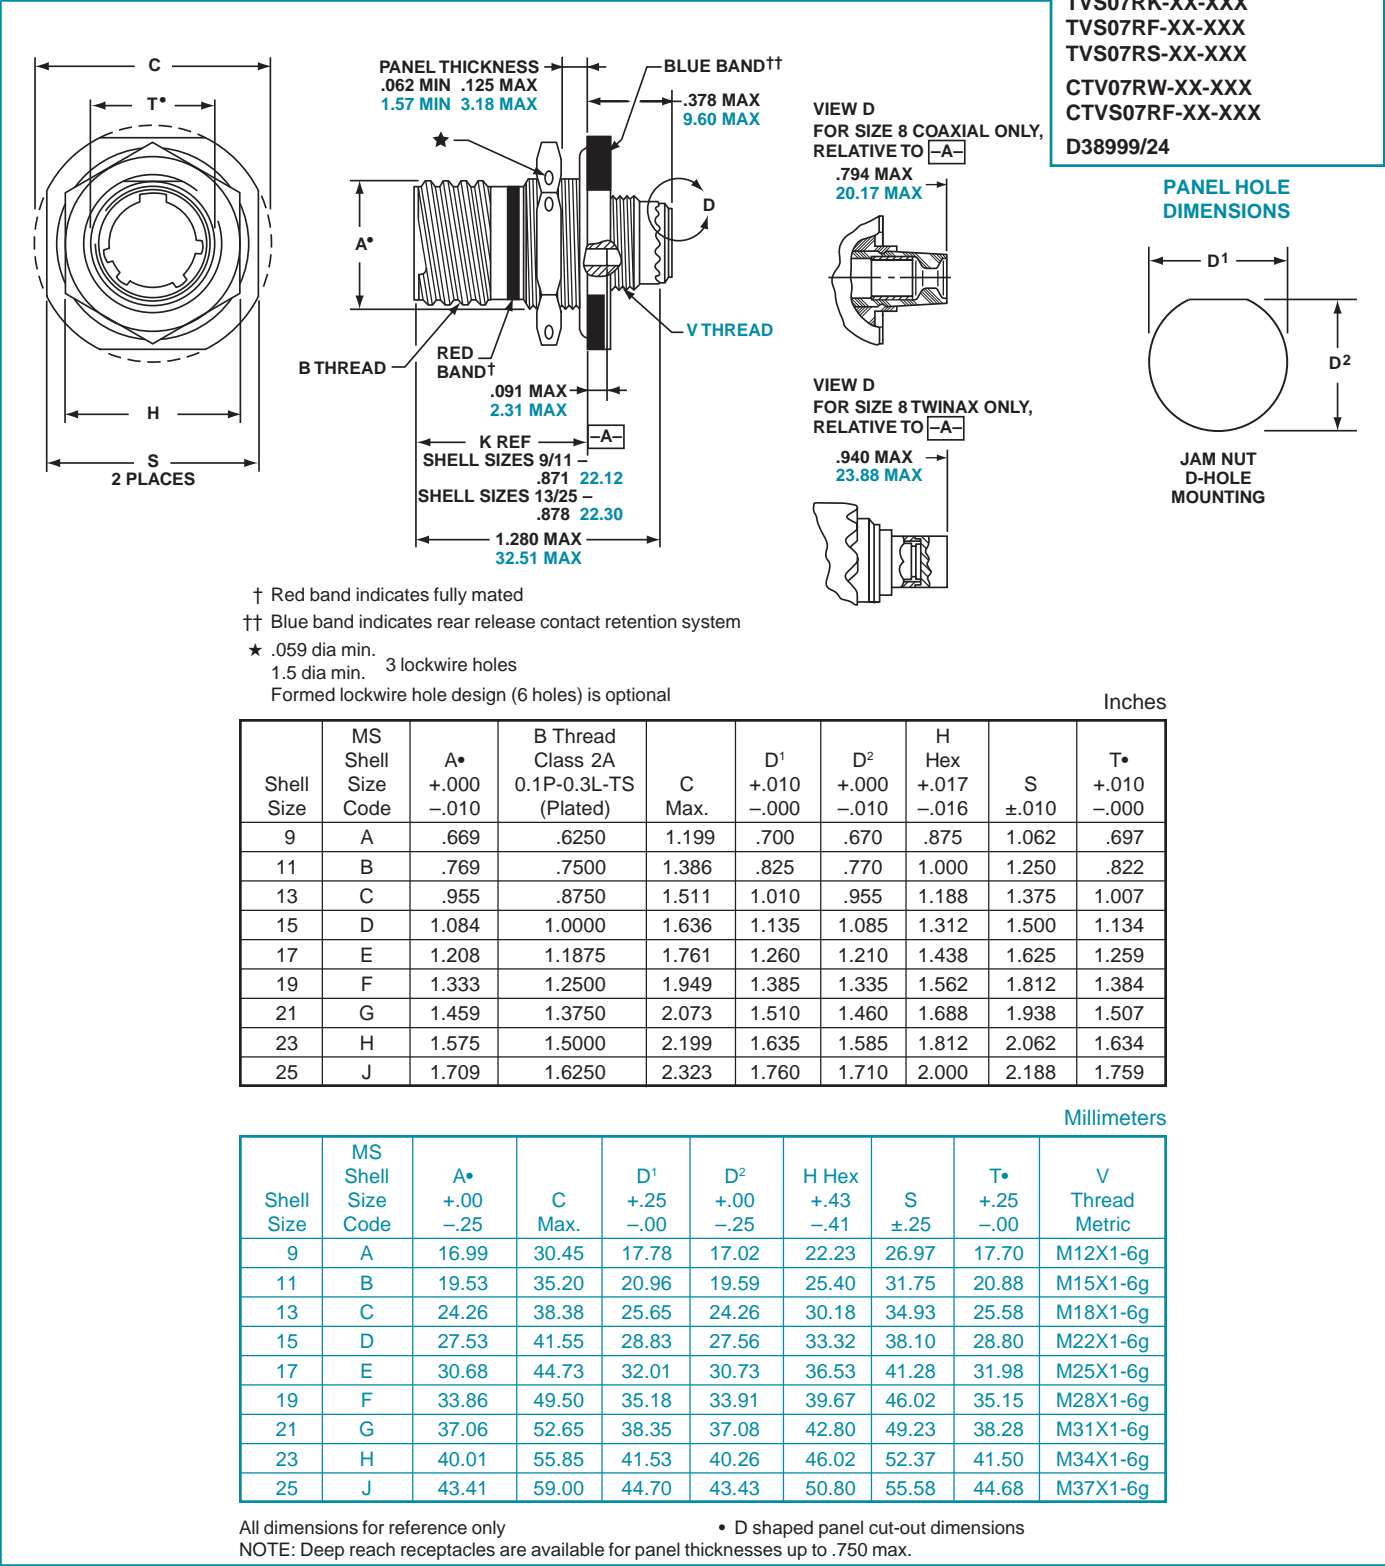 TVS07RK-XX-XXX
TVS07RF-XX-XXX
TVS07RS-XX-XXX
CTV07RW-XX-XXX
CTVS07RF-XX-XXX
D38999/24
C
T•
PANEL THICKNESS
.062 MIN .125 MAX
1.57 MIN 3.18 MAX
BLUE BAND††
.378 MAX
9.60 MAX
★
A•
D
B THREAD
RED
BAND†
V THREAD
.091 MAX
2.31 MAX
–A–
K REF
SHELL SIZES 9/11 –
.871 22.12
SHELL SIZES 13/25 –
.878 22.30
1.280 MAX
32.51 MAX
H
S
2 PLACES
VIEW D
FOR SIZE 8 COAXIAL ONLY,
RELATIVE TO –A–
.794 MAX
20.17 MAX
VIEW D
FOR SIZE 8 TWINAX ONLY,
RELATIVE TO –A–
.940 MAX
23.88 MAX
PANEL HOLE
DIMENSIONS
D1
D2
JAM NUT
D-HOLE
MOUNTING
† Red band indicates fully mated
†† Blue band indicates rear release contact retention system
★ .059 dia min.
1.5 dia min. 3 lockwire holes
Formed lockwire hole design (6 holes) is optional
Inches
Shell Size | MS Shell Size Code | A• +.000 –.010 | B Thread Class 2A 0.1P-0.3L-TS (Plated) | C Max. | D1 +.010 –.000 | D2 +.000 –.010 | H Hex +.017 –.016 | S ±.010 | T• +.010 –.000
9 A .669 .6250 1.199 .700 .670 .875 1.062 .697
11 B .769 .7500 1.386 .825 .770 1.000 1.250 .822
13 C .955 .8750 1.511 1.010 .955 1.188 1.375 1.007
15 D 1.084 1.0000 1.636 1.135 1.085 1.312 1.500 1.134
17 E 1.208 1.1875 1.761 1.260 1.210 1.438 1.625 1.259
19 F 1.333 1.2500 1.949 1.385 1.335 1.562 1.812 1.384
21 G 1.459 1.3750 2.073 1.510 1.460 1.688 1.938 1.507
23 H 1.575 1.5000 2.199 1.635 1.585 1.812 2.062 1.634
25 J 1.709 1.6250 2.323 1.760 1.710 2.000 2.188 1.759
Millimeters
Shell Size | MS Shell Size Code | A• +.00 –.25 | C Max. | D1 +.25 –.00 | D2 +.00 –.25 | H Hex +.43 –.41 | S ±.25 | T• +.25 –.00 | V Thread Metric
9 A 16.99 30.45 17.78 17.02 22.23 26.97 17.70 M12X1-6g
11 B 19.53 35.20 20.96 19.59 25.40 31.75 20.88 M15X1-6g
13 C 24.26 38.38 25.65 24.26 30.18 34.93 25.58 M18X1-6g
15 D 27.53 41.55 28.83 27.56 33.32 38.10 28.80 M22X1-6g
17 E 30.68 44.73 32.01 30.73 36.53 41.28 31.98 M25X1-6g
19 F 33.86 49.50 35.18 33.91 39.67 46.02 35.15 M28X1-6g
21 G 37.06 52.65 38.35 37.08 42.80 49.23 38.28 M31X1-6g
23 H 40.01 55.85 41.53 40.26 46.02 52.37 41.50 M34X1-6g
25 J 43.41 59.00 44.70 43.43 50.80 55.58 44.68 M37X1-6g
All dimensions for reference only • D shaped panel cut-out dimensions
NOTE: Deep reach receptacles are available for panel thicknesses up to .750 max.